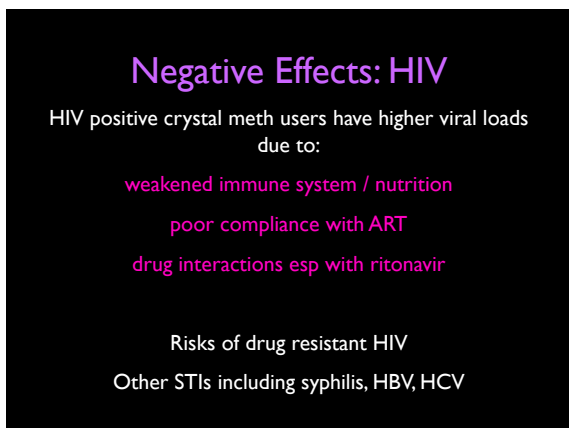 Negative Effects: HIV
HIV positive crystal meth users have higher viral loads
due to:
weakened immune system / nutrition
poor compliance with ART
drug interactions esp with ritonavir
Risks of drug resistant HIV
Other STIs including syphilis, HBV, HCV